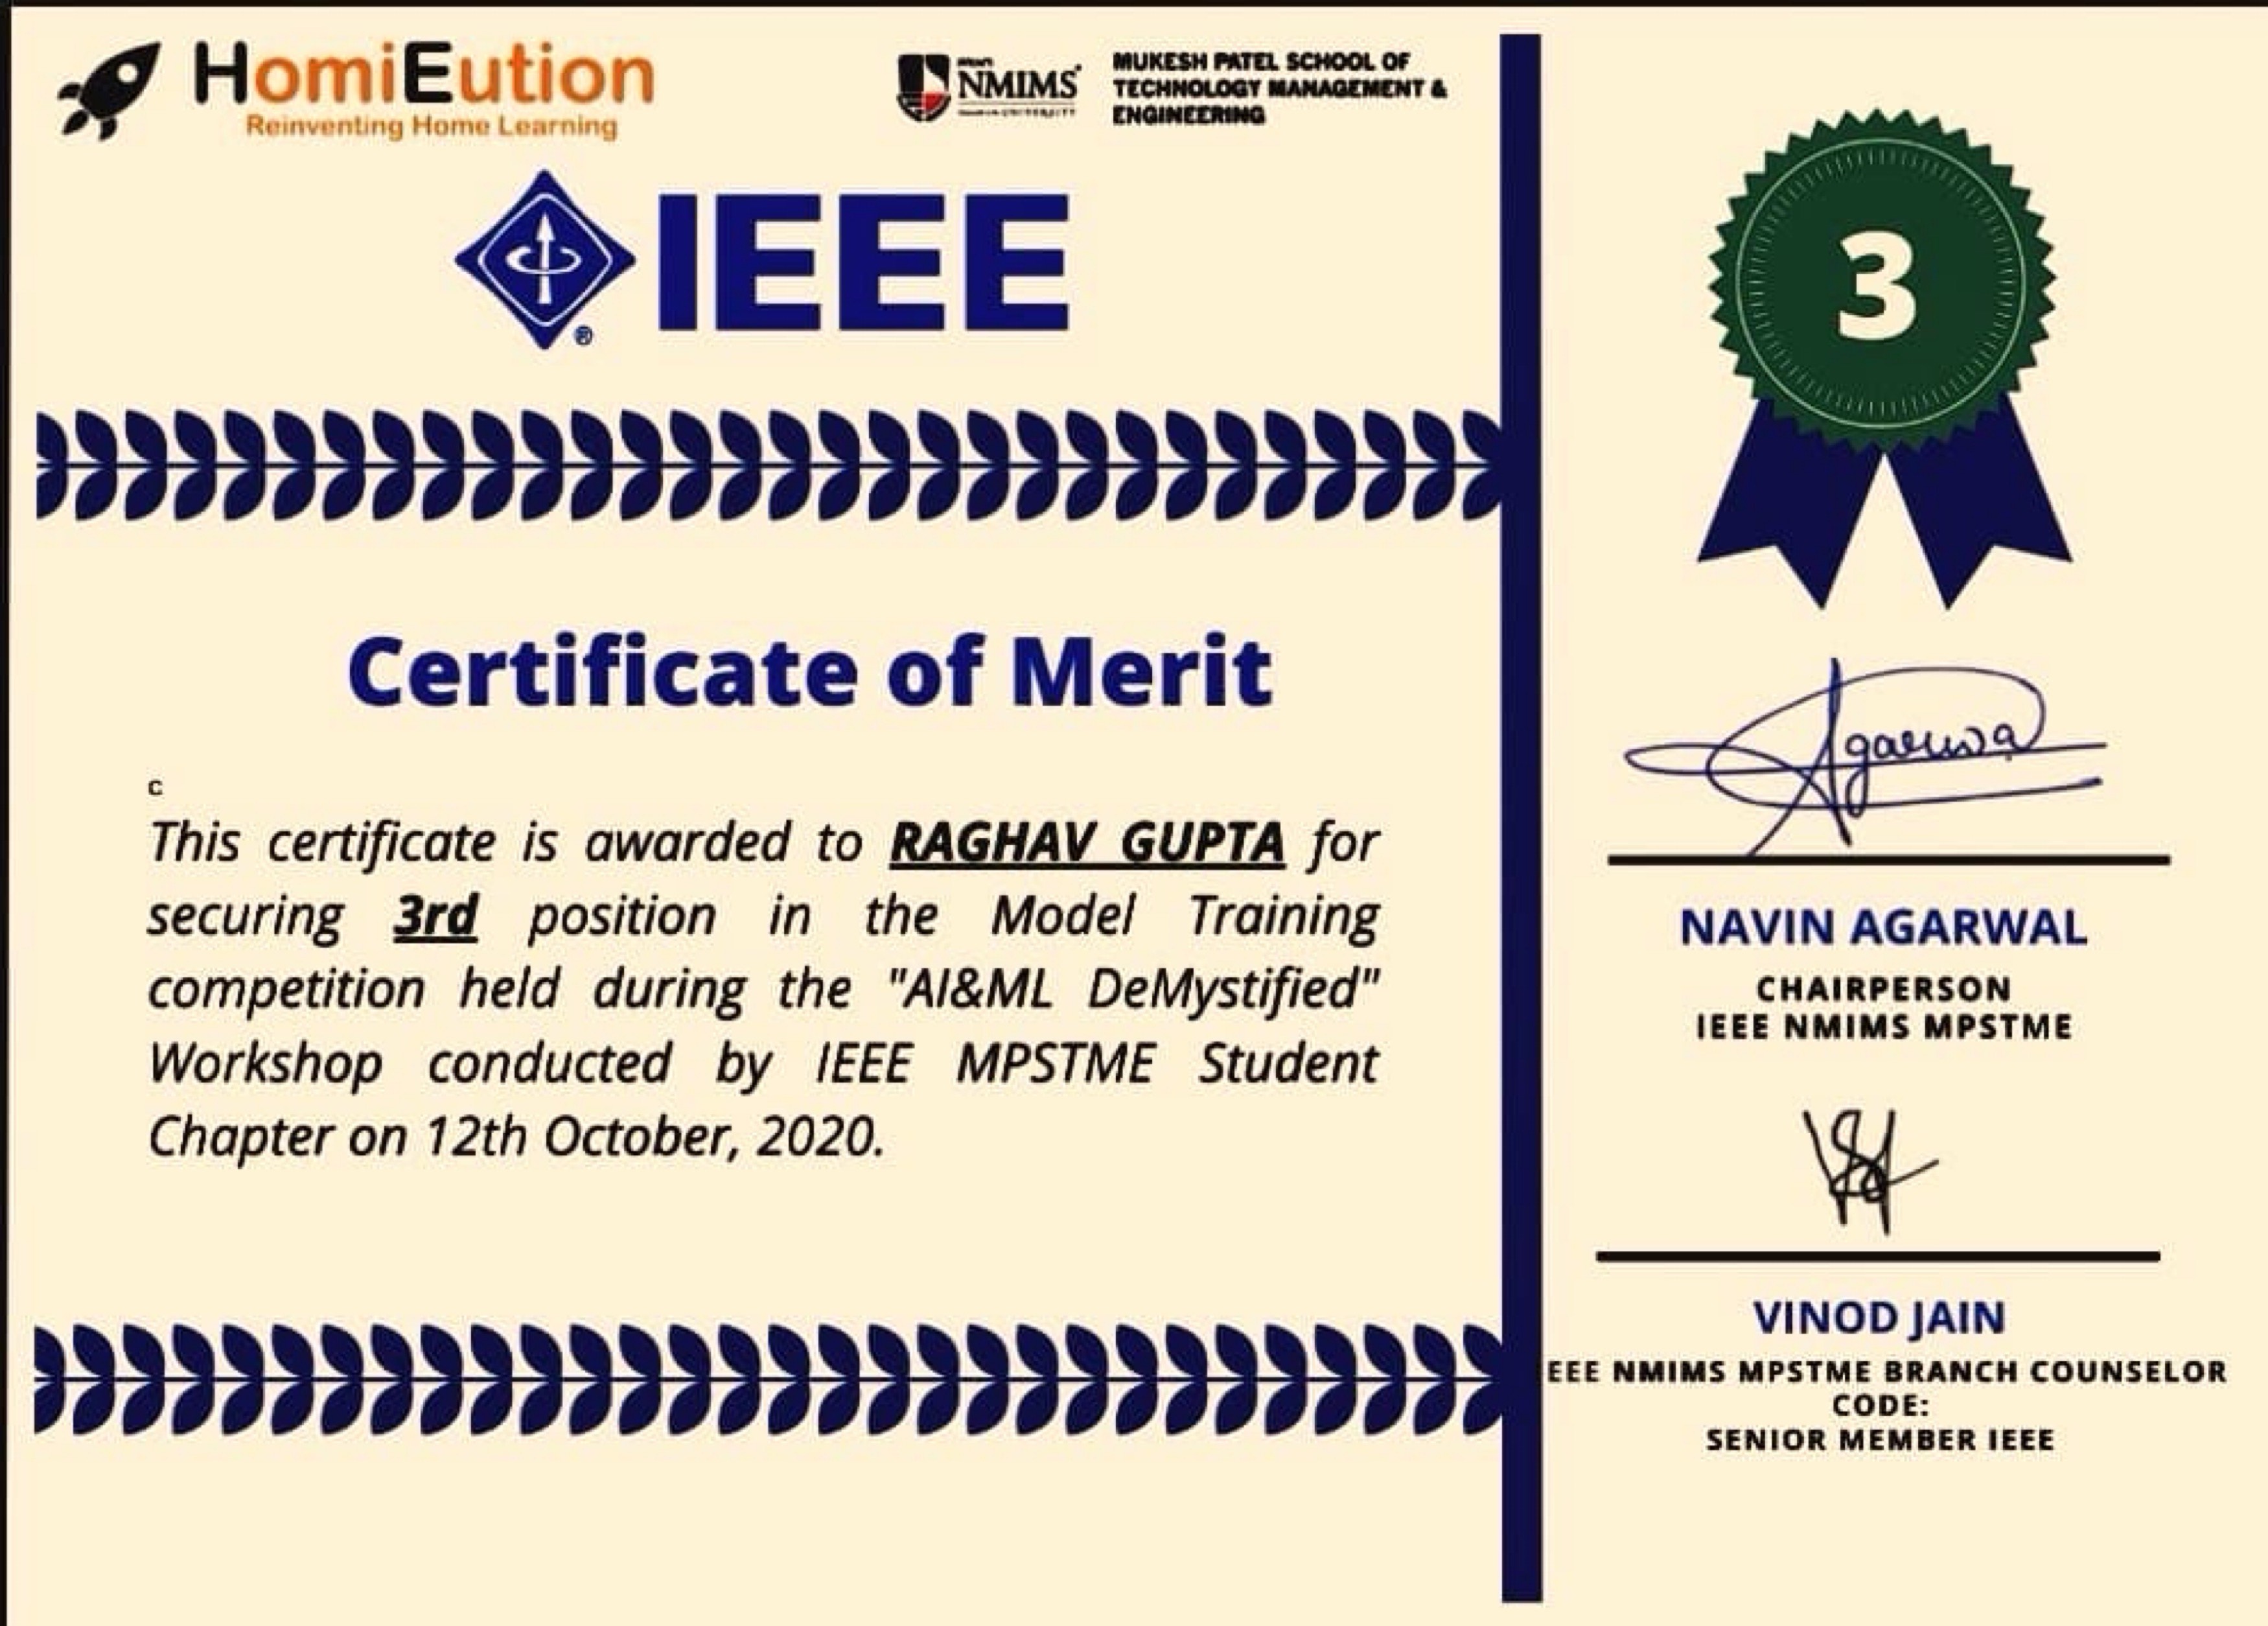 HomiEution
Reinventing Home Learning
NMIMS
UNIVERSITY
MUKESH PATEL SCHOOL OF
TECHNOLOGY MANAGEMENT &
ENGINEERING
IEEE
®
Certificate of Merit
c
This certificate is awarded to RAGHAV GUPTA for
securing 3rd position in the Model Training
competition held during the "AI&ML DeMystified"
Workshop conducted by IEEE MPSTME Student
Chapter on 12th October, 2020.
3
Agarwal
NAVIN AGARWAL
CHAIRPERSON
IEEE NMIMS MPSTME
VINOD JAIN
EEE NMIMS MPSTME BRANCH COUNSELOR
CODE:
SENIOR MEMBER IEEE